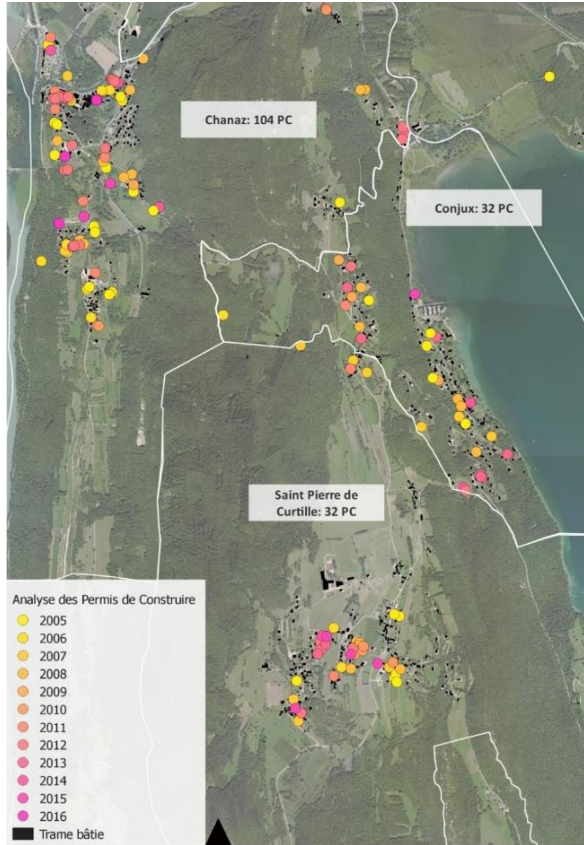 Chanaz: 104 PC
Conjux: 32 PC
Saint Pierre de
Curtille: 32 PC
Analyse des Permis de Construire
2005
2006
2007
2008
2009
2010
2011
2012
2013
2014
2015
2016
Trame bâtie